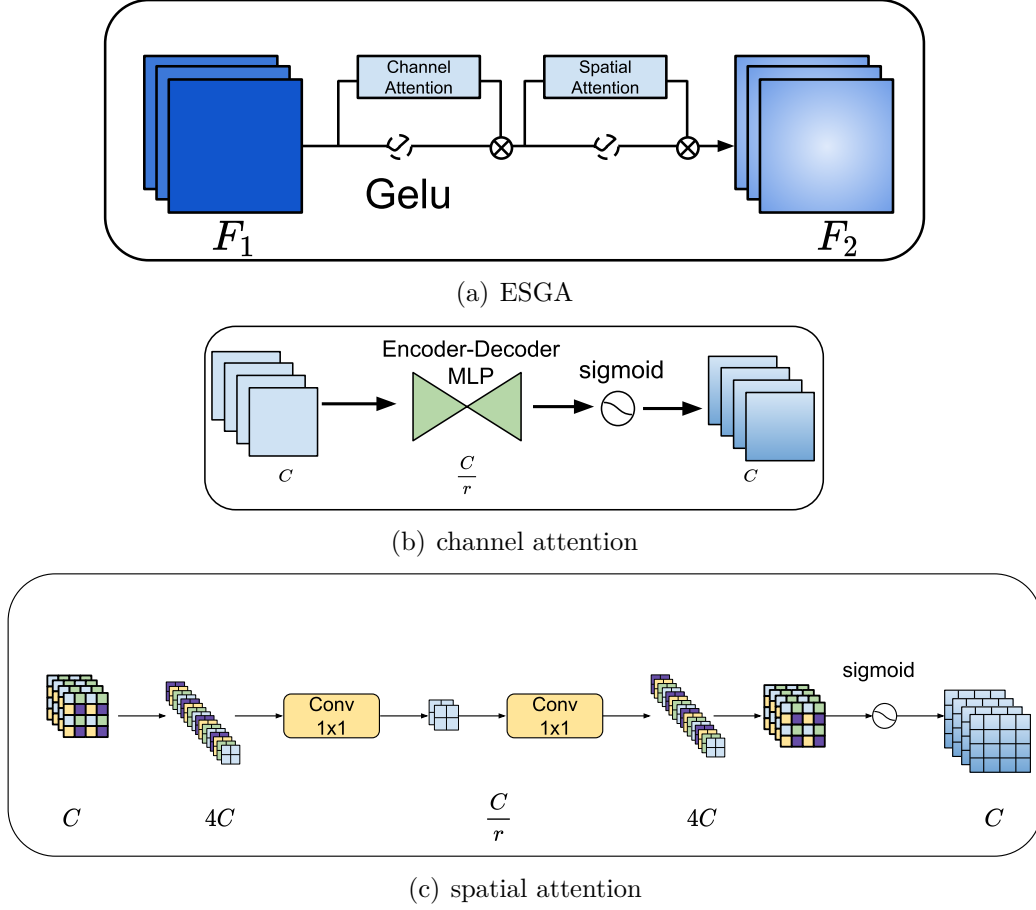 Channel
Attention
Spatial
Attention
Gelu
F₁
F₂
(a) ESGA
Encoder-Decoder
MLP
sigmoid
C
C/r
C
(b) channel attention
sigmoid
Conv
1x1
Conv
1x1
C
4C
C/r
4C
C
(c) spatial attention